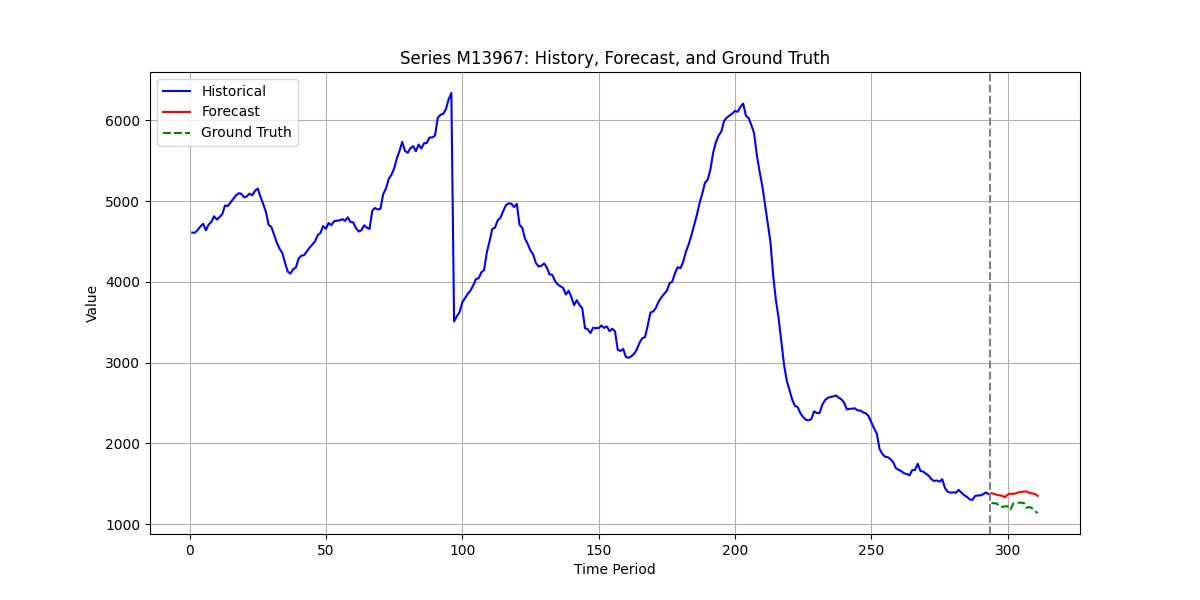 Series M13967: History, Forecast, and Ground Truth
Historical
Forecast
Ground Truth
Value
6000
5000
4000
3000
2000
1000
0 50 100 150 200 250 300
Time Period